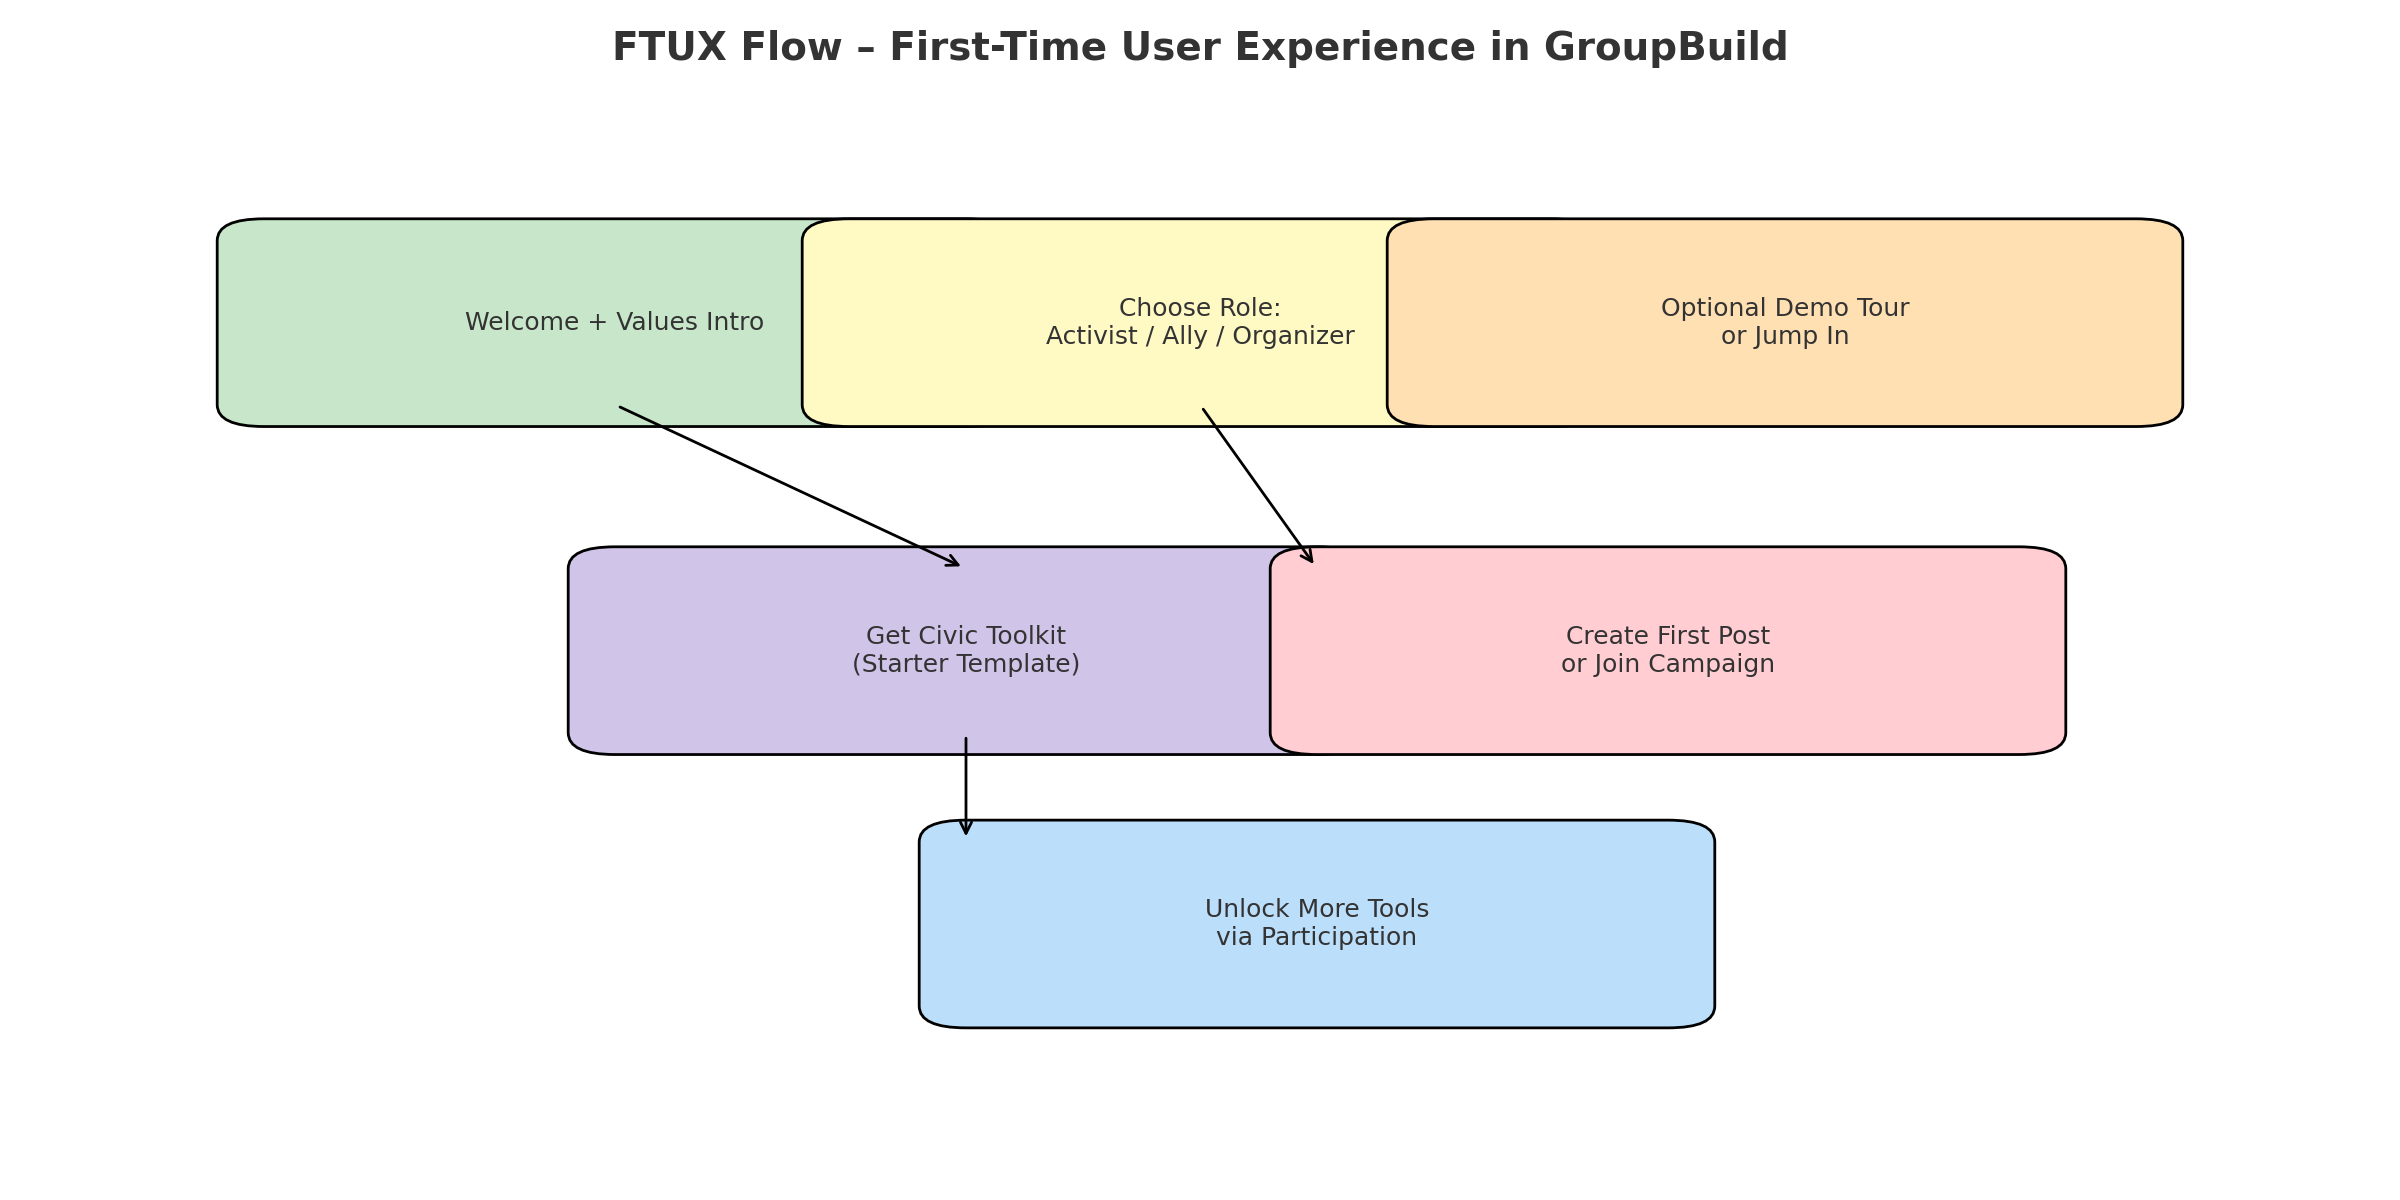 FTUX Flow – First-Time User Experience in GroupBuild
Welcome + Values Intro
Choose Role:
Activist / Ally / Organizer
Optional Demo Tour
or Jump In
Get Civic Toolkit
(Starter Template)
Create First Post
or Join Campaign
Unlock More Tools
via Participation